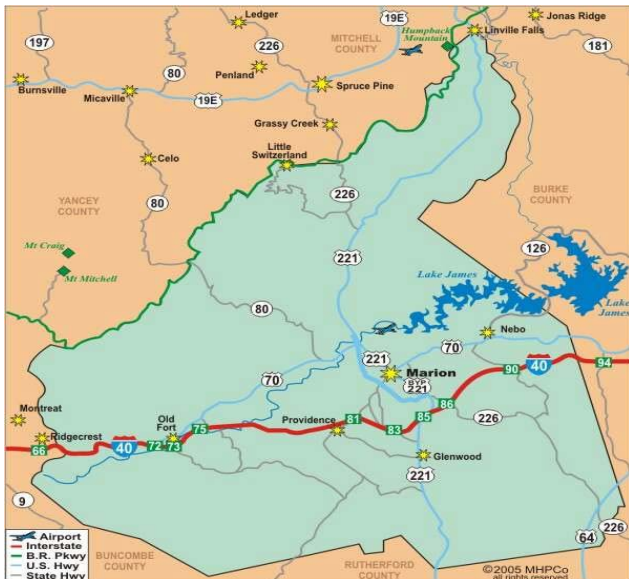 Ledger
Jonas Ridge
MITCHELL
COUNTY
19E
Humpback
Mountain
Linville Falls
197
226
181
80
Penland
Burnsville
Micaville
19E
Spruce Pine
Grassy Creek
Little
Switzerland
Celo
226
YANCEY
COUNTY
80
BURKE
COUNTY
221
126
Mt Craig
Mt Mitchell
Lake James
Lake
James
80
Nebo
221
70
Marion
40
94
90
70
BYP
221
Montreat
Old
Fort
Providence
81
85
86
226
75
83
Ridgecrest
66
40
72
73
Glenwood
221
9
226
64
Airport
Interstate
B.R. Pkwy
U.S. Hwy
State Hwy
BUNCOMBE
COUNTY
RUTHERFORD
COUNTY
©2005 MHPCo
all rights reserved